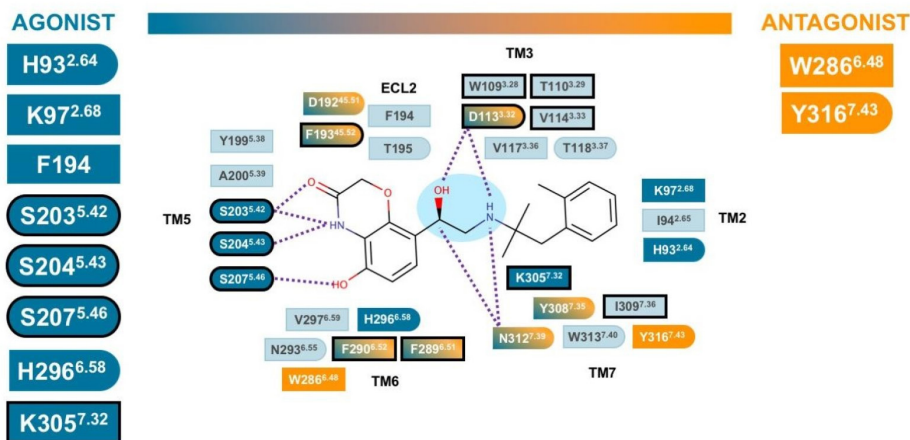 AGONIST
H93^2.64
K97^2.68
F194
S203^5.42
S204^5.43
S207^5.46
H296^6.58
K305^7.32
ANTAGONIST
W286^6.48
Y316^7.43
TM3
W109^3.28 T110^3.29
D113^3.32 V114^3.33
V117^3.36 T118^3.37
ECL2
D192^45.51
F194
F193^45.52
T195
Y199^5.38
A200^5.39
TM5
S203^5.42
S204^5.43
S207^5.46
O
O
NH
HO
OH
H
N
K97^2.68
I94^2.65
H93^2.64
TM2
K305^7.32
Y308^7.35 I309^7.36
N312^7.39 W313^7.40 Y316^7.43
TM7
V297^6.59 H296^6.58
N293^6.55 F290^6.52 F289^6.51
W286^6.48
TM6